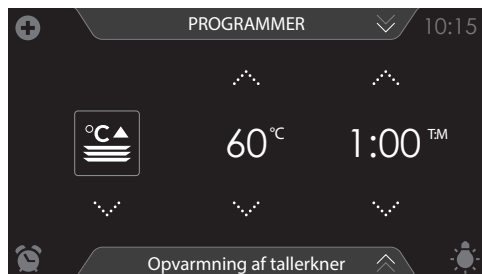 PROGRAMMER 10:15
°C
60 °C 1:00 T:M
Opvarmning af tallerkner